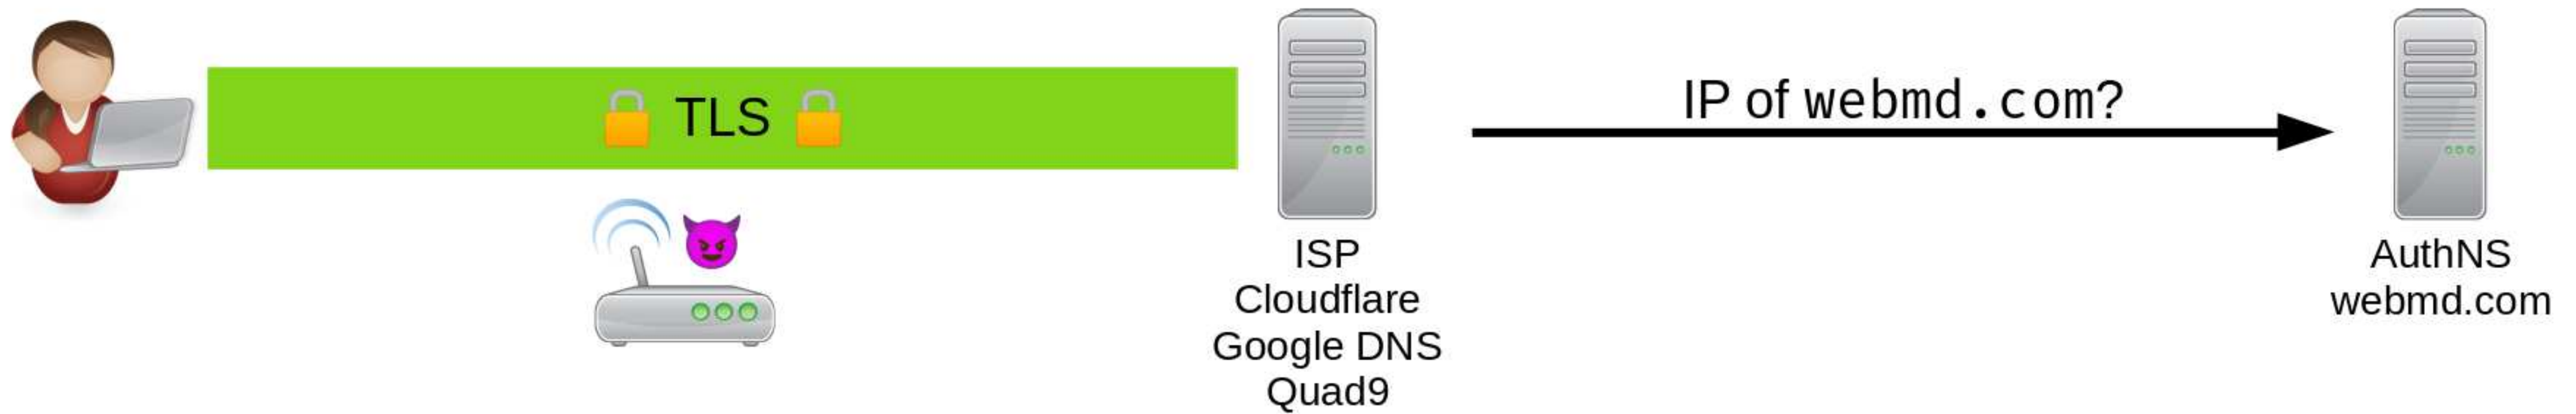 TLS
IP of webmd.com?
ISP
Cloudflare
Google DNS
Quad9
AuthNS
webmd.com